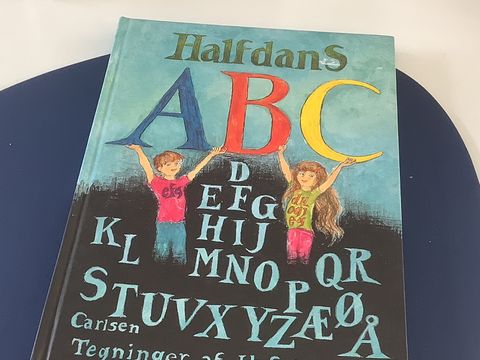 Halfdans
ABC
D
EFG
HIJ
KL
MNO
P
QR
STUVXYZÆØÅ
Carlsen
Tegninger af